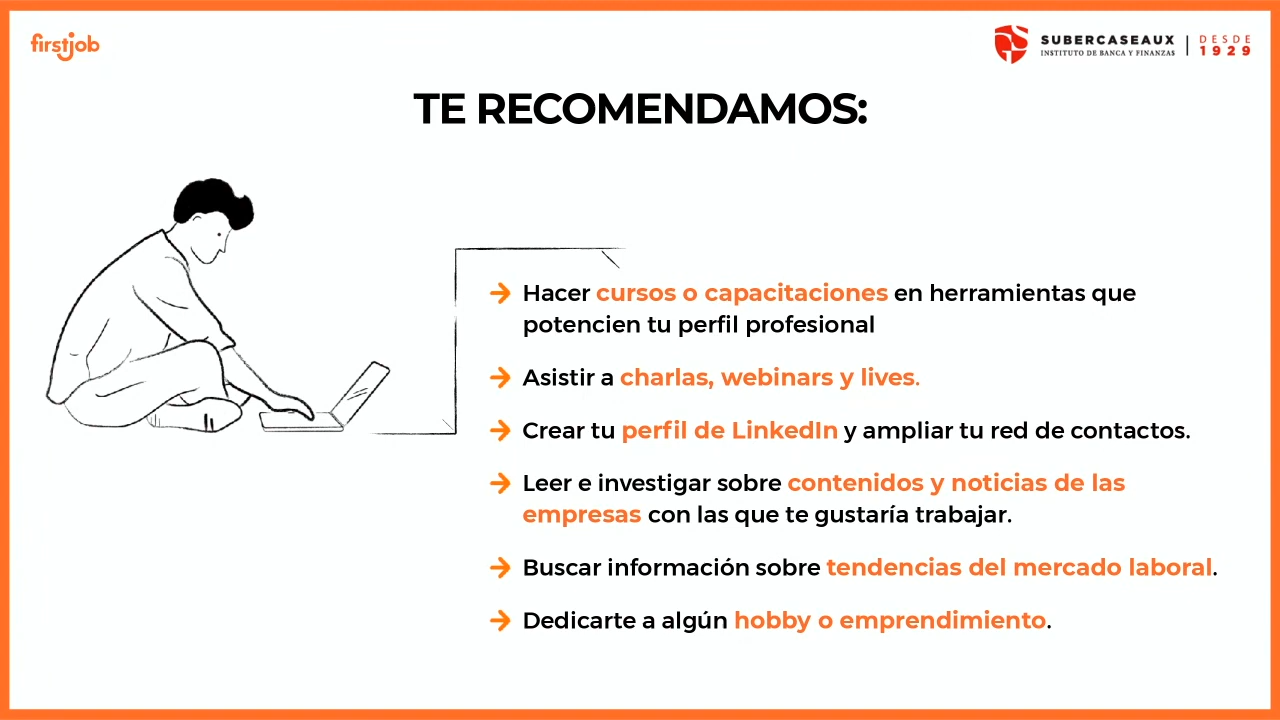 firstjob
SUBERCASEAUX
INSTITUTO DE BANCA Y FINANZAS
DESDE
1929
TE RECOMENDAMOS:
→ Hacer cursos o capacitaciones en herramientas que
potencien tu perfil profesional
→ Asistir a charlas, webinars y lives.
→ Crear tu perfil de LinkedIn y ampliar tu red de contactos.
→ Leer e investigar sobre contenidos y noticias de las
empresas con las que te gustaría trabajar.
→ Buscar información sobre tendencias del mercado laboral.
→ Dedicarte a algún hobby o emprendimiento.